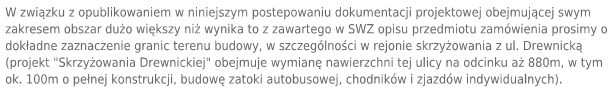 W związku z opublikowaniem w niniejszym postepowaniu dokumentacji projektowej obejmującej swym
zakresem obszar dużo większy niż wynika to z zawartego w SWZ opisu przedmiotu zamówienia prosimy o
dokładne zaznaczenie granic terenu budowy, w szczególności w rejonie skrzyżowania z ul. Drewnicką
(projekt "Skrzyżowania Drewnickiej" obejmuje wymianę nawierzchni tej ulicy na odcinku aż 880m, w tym
ok. 100m o pełnej konstrukcji, budowę zatoki autobusowej, chodników i zjazdów indywidualnych).